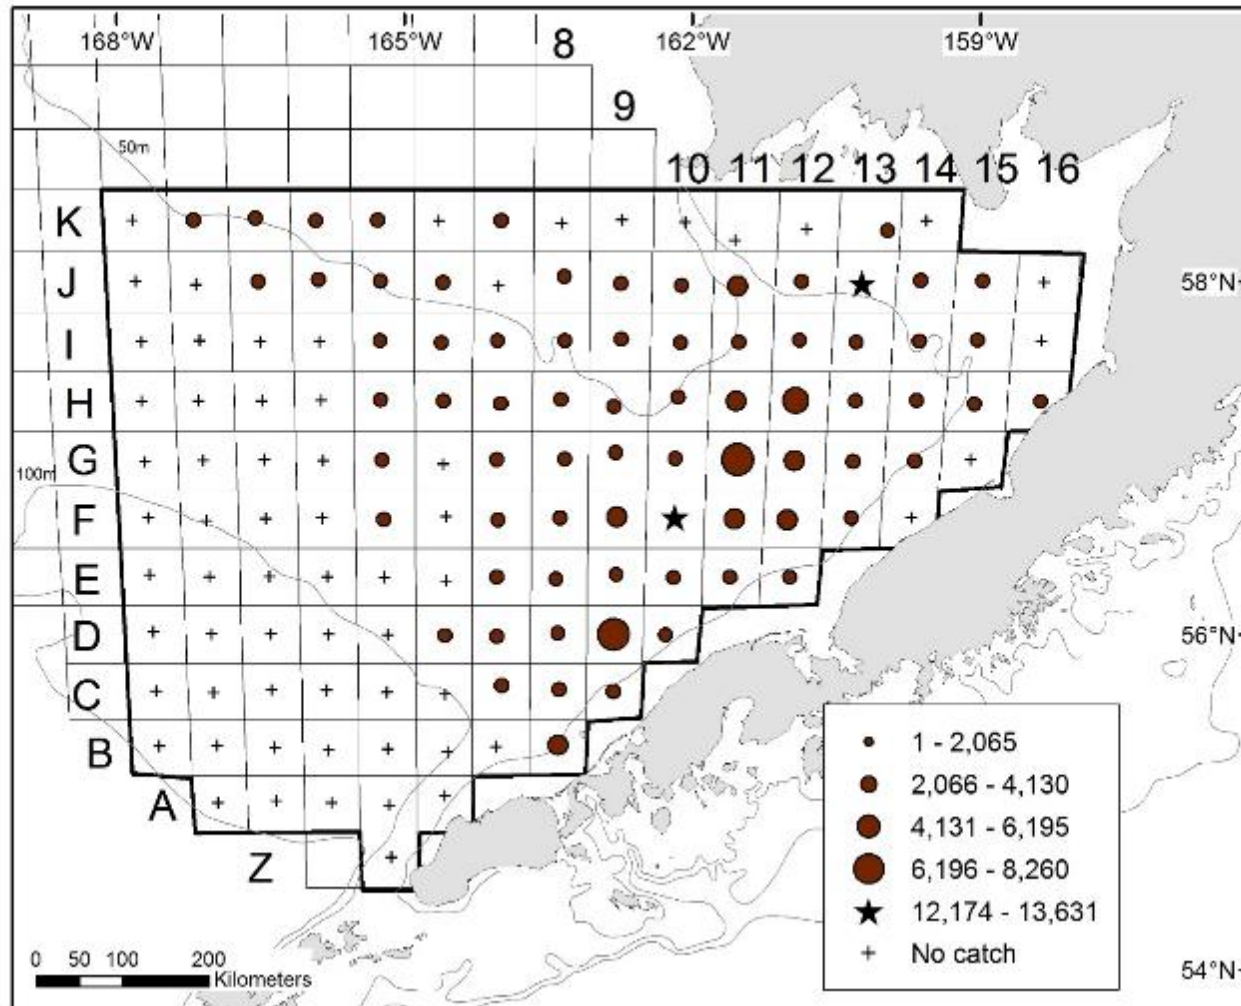 168°W 165°W 162°W 159°W
8
9
50m
10 11 12 13 14 15 16
K
J 58°N
I
H
G
100m
F
E
D 56°N
C
B
A
Z
1 - 2,065
2,066 - 4,130
4,131 - 6,195
6,196 - 8,260
12,174 - 13,631
No catch
0 50 100 200
Kilometers
54°N